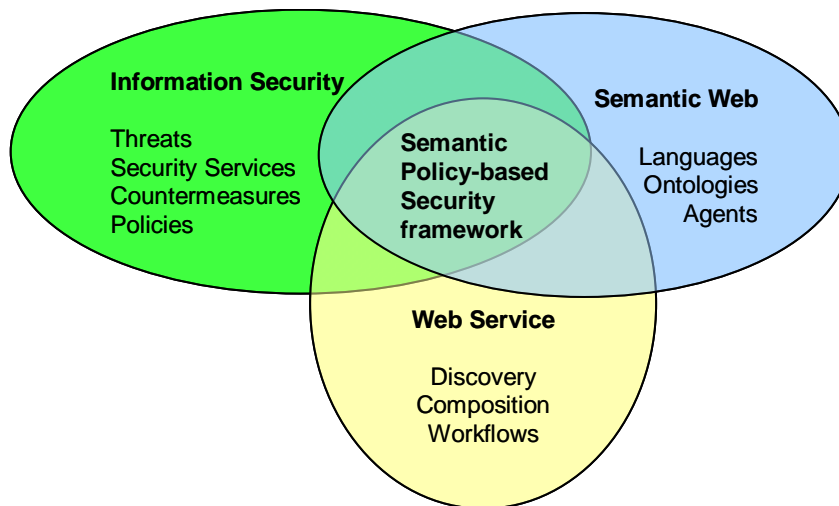 Information Security
Threats
Security Services
Countermeasures
Policies
Semantic
Policy-based
Security
framework
Semantic Web
Languages
Ontologies
Agents
Web Service
Discovery
Composition
Workflows